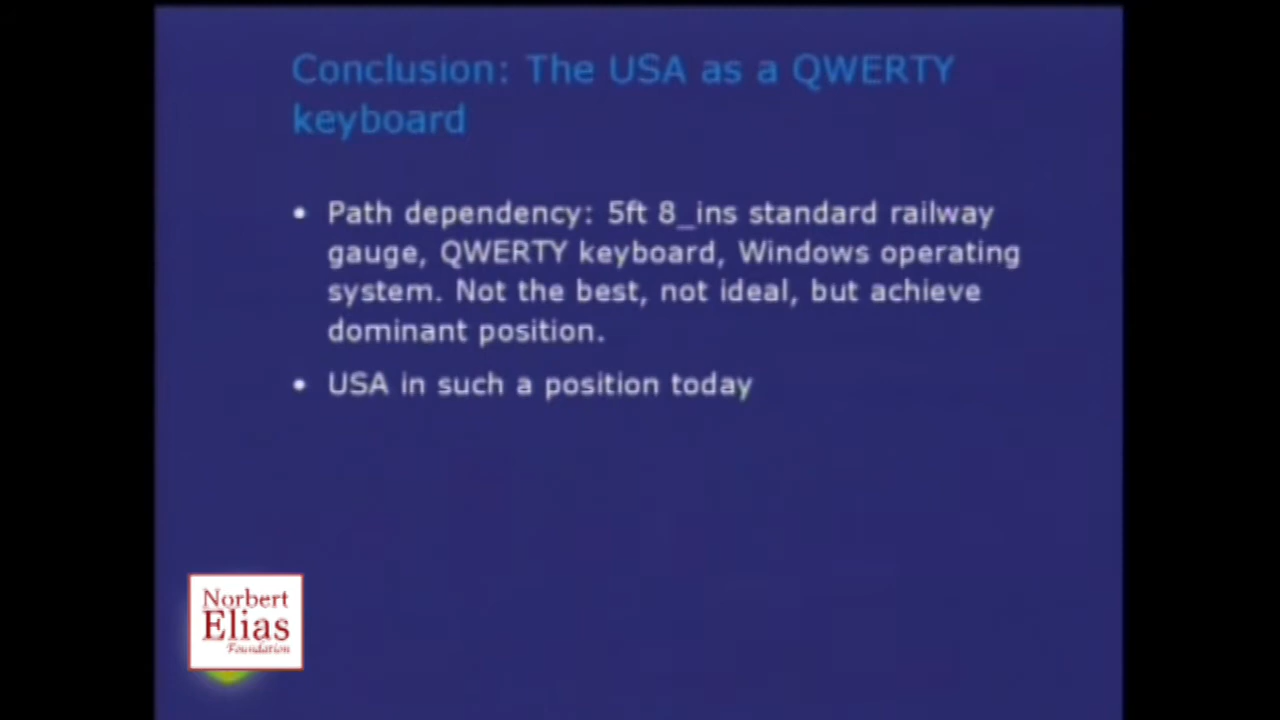 Conclusion: The USA as a QWERTY
keyboard
• Path dependency: 5ft 8_ins standard railway
gauge, QWERTY keyboard, Windows operating
system. Not the best, not ideal, but achieve
dominant position.
• USA in such a position today
Norbert
Elias
Foundation